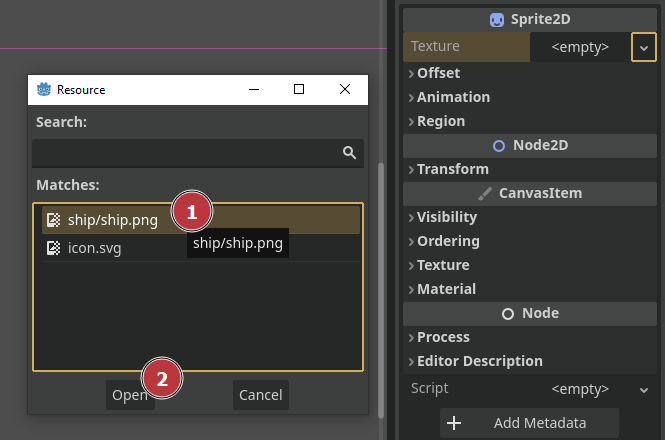 Resource
Search:
Matches:
ship/ship.png
1
ship/ship.png
icon.svg
2
Open
Cancel
Sprite2D
Texture <empty>
Offset
Animation
Region
Node2D
Transform
CanvasItem
Visibility
Ordering
Texture
Material
Node
Process
Editor Description
Script <empty>
Add Metadata